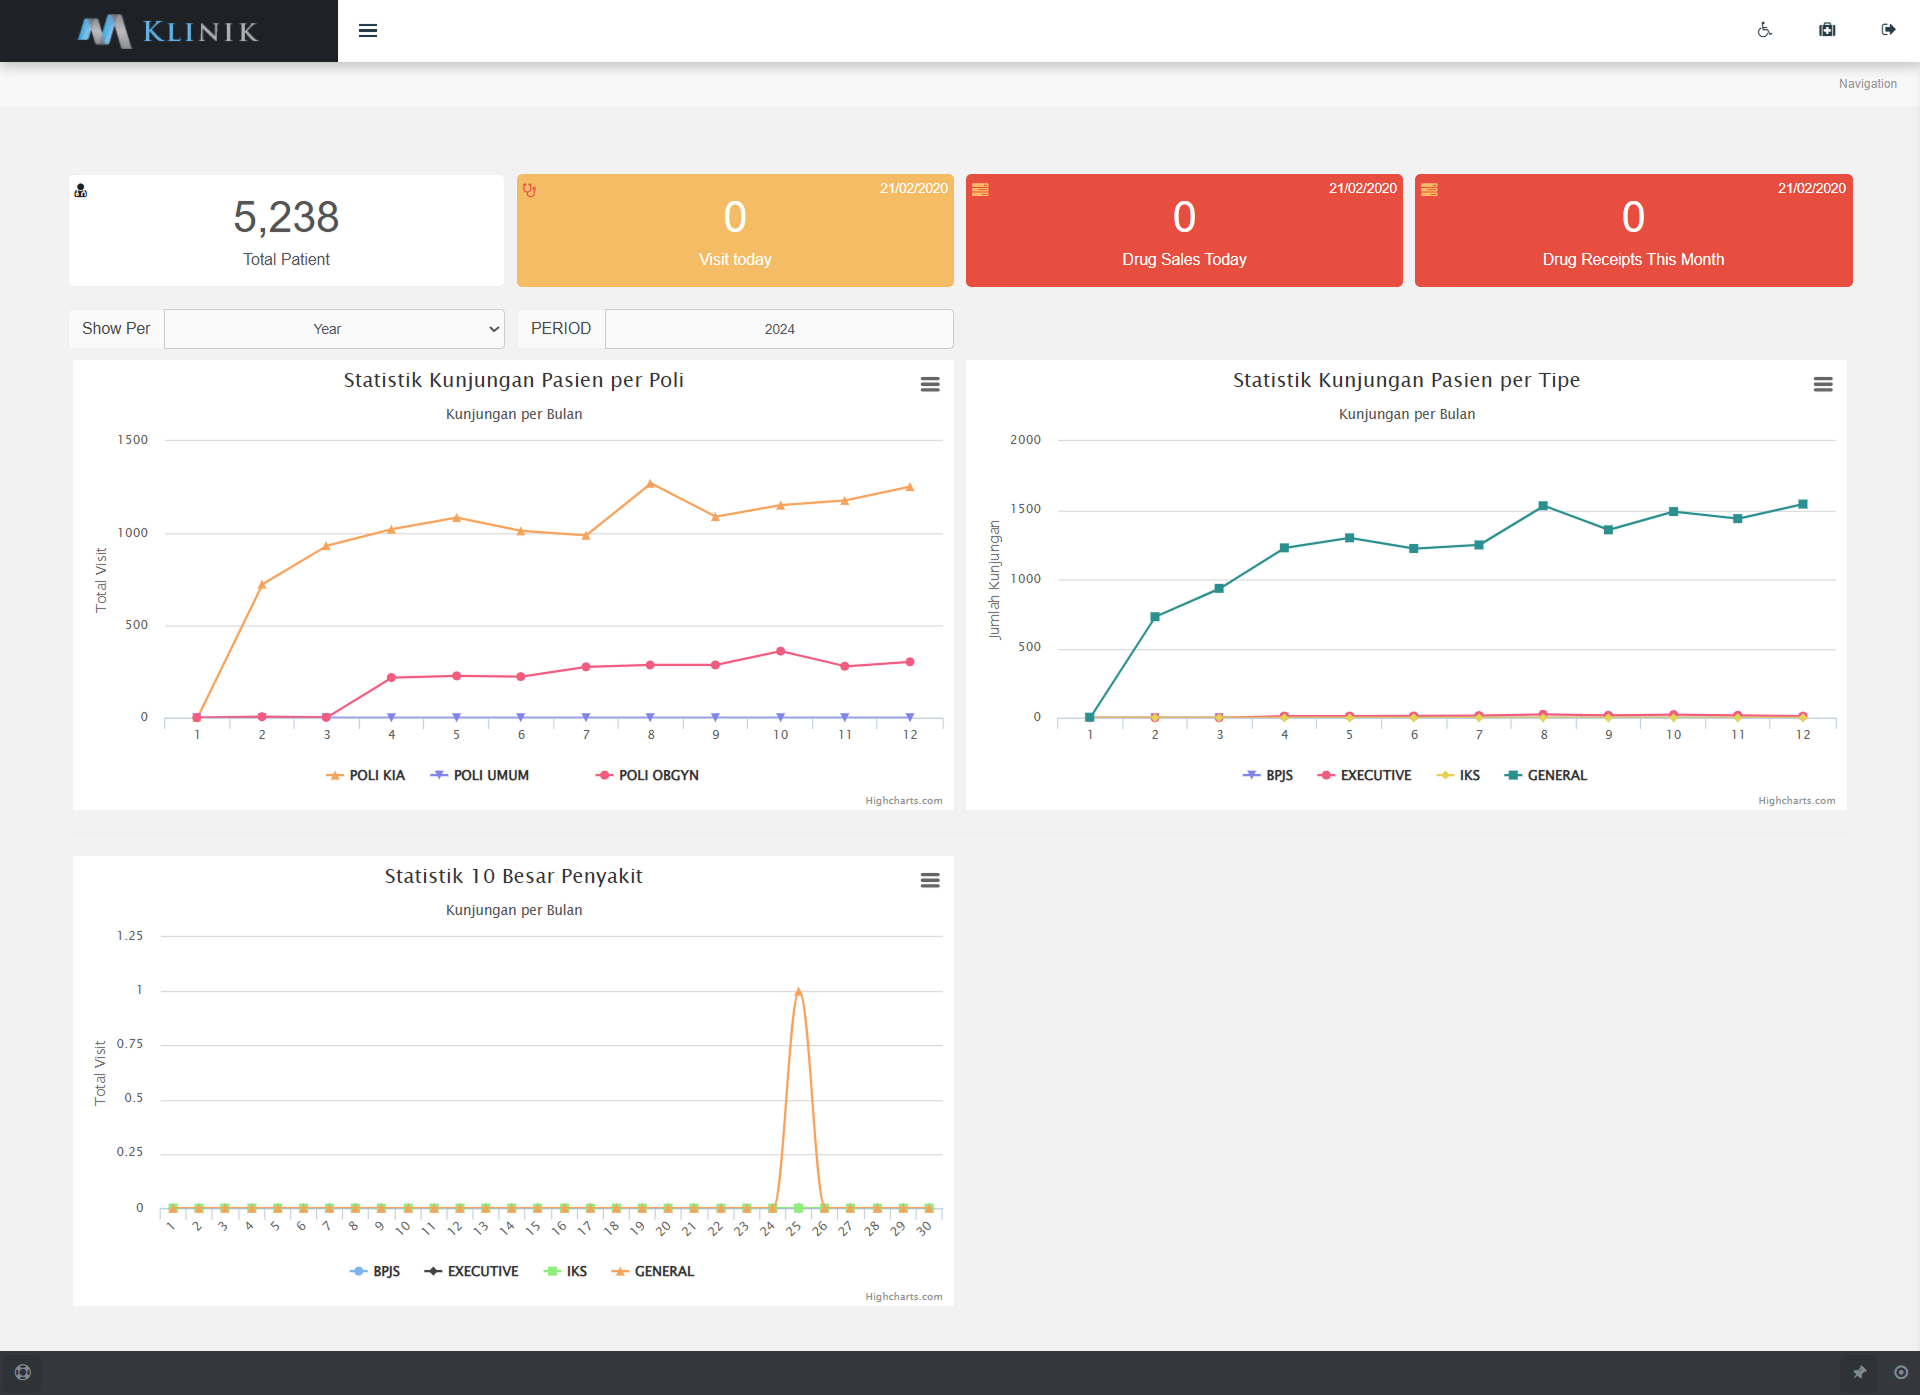 KLINIK
Navigation
5,238
Total Patient
21/02/2020
0
Visit today
21/02/2020
0
Drug Sales Today
21/02/2020
0
Drug Receipts This Month
Show Per
Year
PERIOD
2024
Statistik Kunjungan Pasien per Poli
Kunjungan per Bulan
Total Visit
1500
1000
500
0
1 2 3 4 5 6 7 8 9 10 11 12
POLI KIA POLI UMUM POLI OBGYN
Highcharts.com
Statistik Kunjungan Pasien per Tipe
Kunjungan per Bulan
Jumlah Kunjungan
2000
1500
1000
500
0
1 2 3 4 5 6 7 8 9 10 11 12
BPJS EXECUTIVE IKS GENERAL
Highcharts.com
Statistik 10 Besar Penyakit
Kunjungan per Bulan
Total Visit
1.25
1
0.75
0.5
0.25
0
1 2 3 4 5 6 7 8 9 10 11 12 13 14 15 16 17 18 19 20 21 22 23 24 25 26 27 28 29 30
BPJS EXECUTIVE IKS GENERAL
Highcharts.com